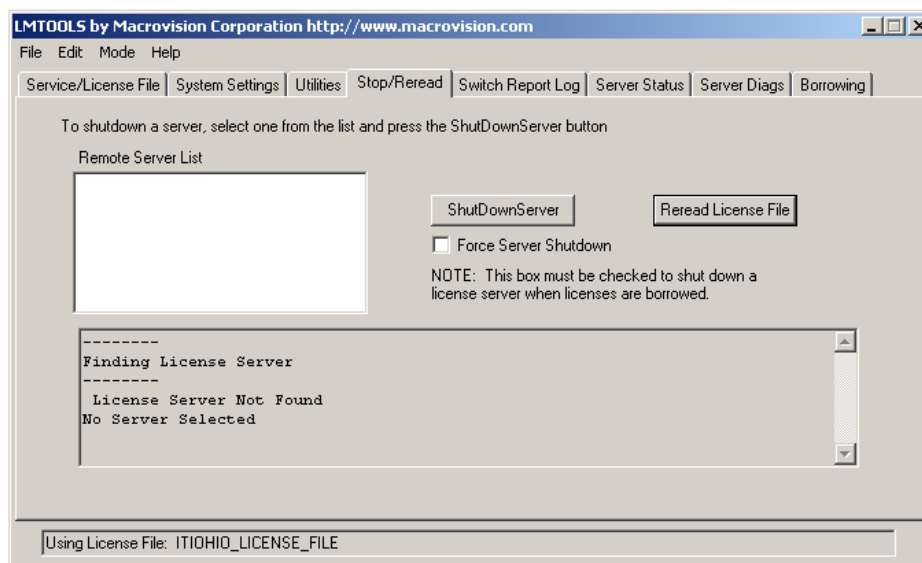 LMTOOLS by Macrovision Corporation http://www.macrovision.com
File Edit Mode Help
Service/License File System Settings Utilities Stop/Reread Switch Report Log Server Status Server Diags Borrowing
To shutdown a server, select one from the list and press the ShutDownServer button
Remote Server List
ShutDownServer
Reread License File
Force Server Shutdown
NOTE: This box must be checked to shut down a
license server when licenses are borrowed.
--------
Finding License Server
--------
License Server Not Found
No Server Selected
Using License File: ITIOHIO_LICENSE_FILE